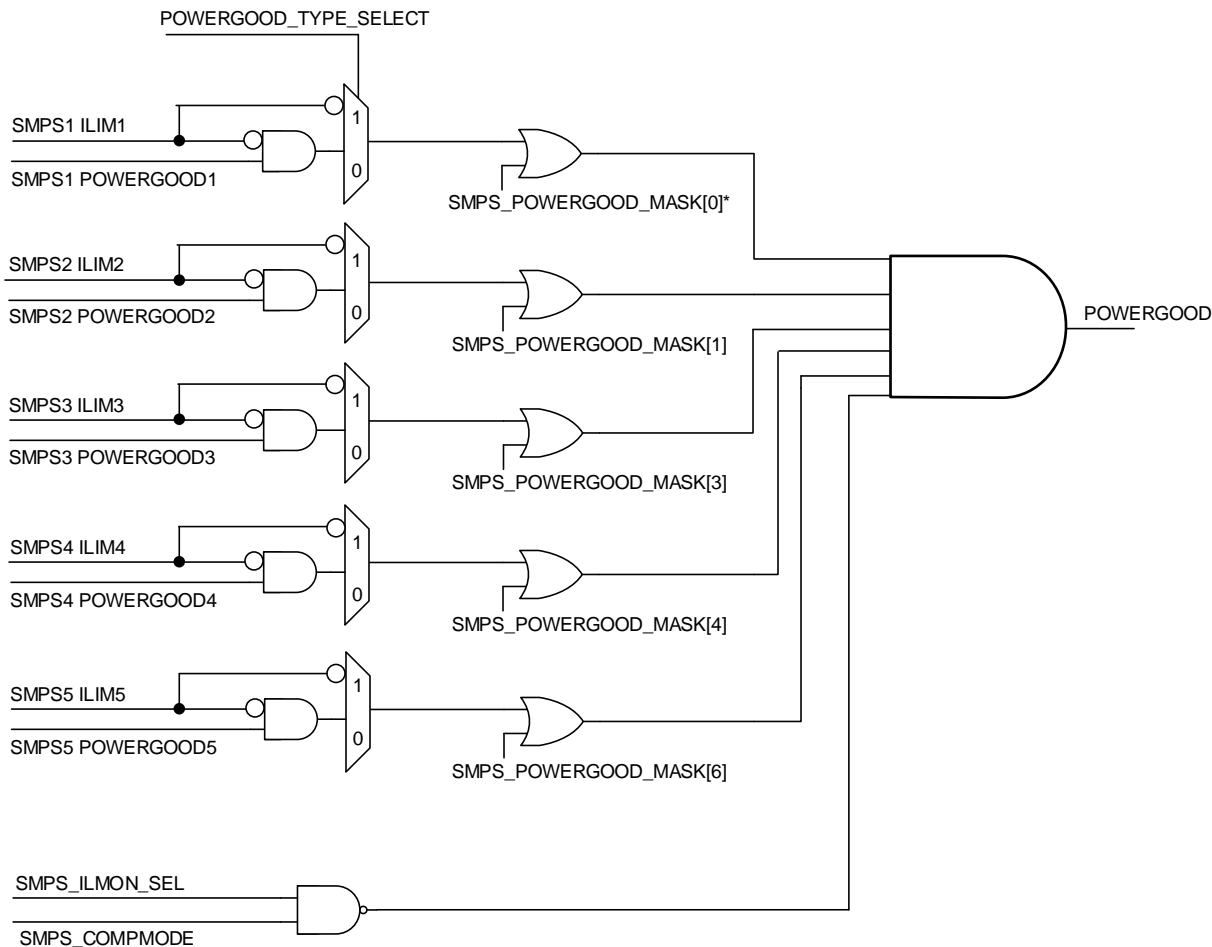 POWERGOOD_TYPE_SELECT
SMPS1 ILIM1
1
SMPS1 POWERGOOD1
0
SMPS_POWERGOOD_MASK[0]*
SMPS2 ILIM2
1
SMPS2 POWERGOOD2
0
SMPS_POWERGOOD_MASK[1]
POWERGOOD
SMPS3 ILIM3
1
SMPS3 POWERGOOD3
0
SMPS_POWERGOOD_MASK[3]
SMPS4 ILIM4
1
SMPS4 POWERGOOD4
0
SMPS_POWERGOOD_MASK[4]
SMPS5 ILIM5
1
SMPS5 POWERGOOD5
0
SMPS_POWERGOOD_MASK[6]
SMPS_ILMON_SEL
SMPS_COMPMODE